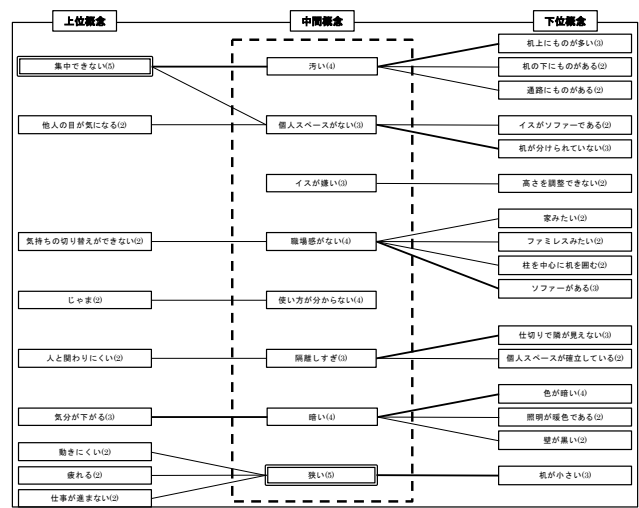 上位概念 中間概念 下位概念
机上にものが多い(3)
集中できない(5) 汚い(4) 机の下にものがある(2)
通路にものがある(2)
他人の目が気になる(2) 個人スペースがない(3) イスがソファーである(2)
机が分けられていない(3)
イスが嫌い(3) 高さを調整できない(2)
家みたい(2)
気持ちの切り替えができない(2) 職場感がない(4) ファミレスみたい(2)
柱を中心に机を囲む(2)
ソファーがある(3)
じゃま(2) 使い方が分からない(4)
仕切りで隣が見えない(3)
人と関わりにくい(2) 隔離しすぎ(3) 個人スペースが確立している(2)
色が暗い(4)
気分が下がる(3) 暗い(4) 照明が暖色である(2)
壁が黒い(2)
動きにくい(2)
疲れる(2) 狭い(5) 机が小さい(3)
仕事が進まない(2)